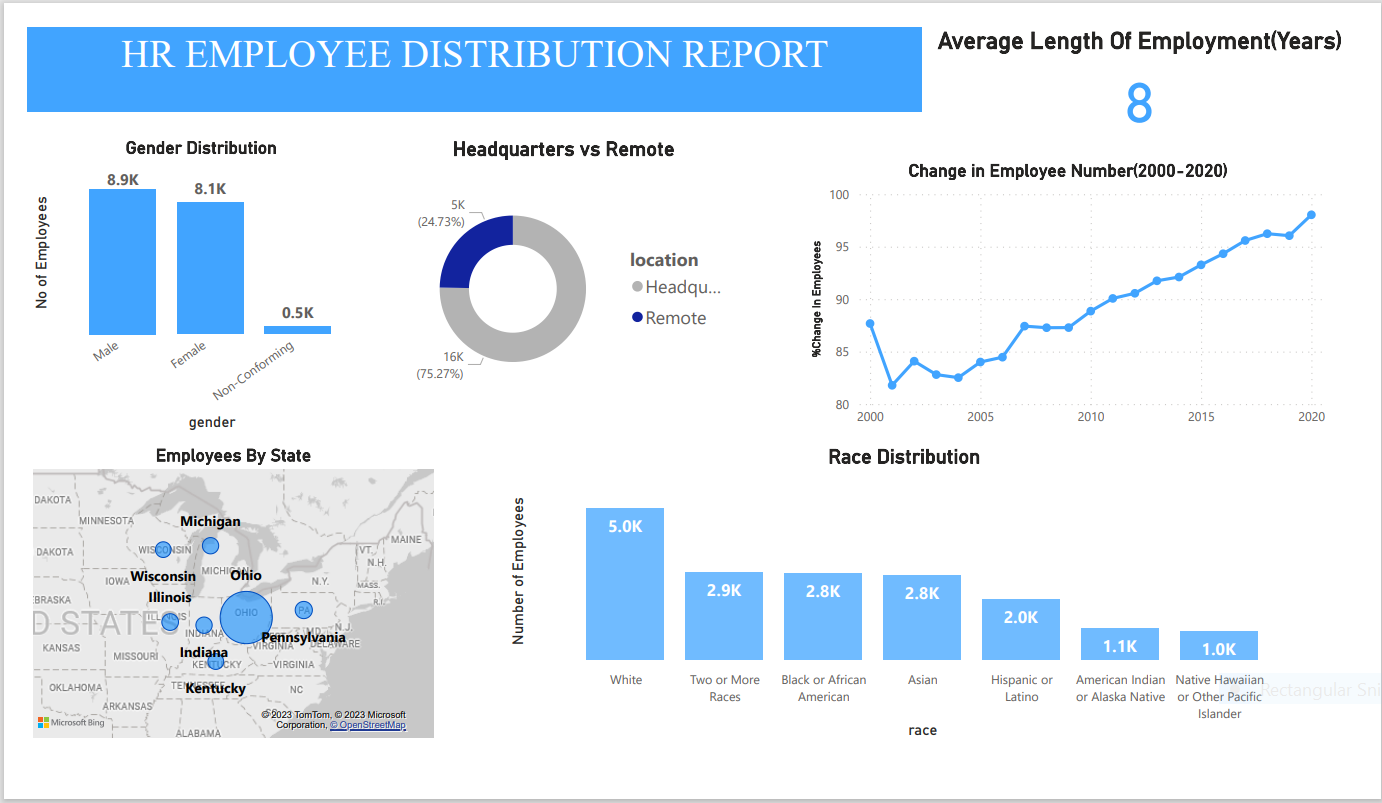 HR EMPLOYEE DISTRIBUTION REPORT
Average Length Of Employment(Years)
8
Gender Distribution
No of Employees
8.9K
8.1K
0.5K
Male
Female
Non-Conforming
gender
Headquarters vs Remote
5K
(24.73%)
16K
(75.27%)
location
Headqu...
Remote
Change in Employee Number(2000-2020)
%Change In Employees
100
95
90
85
80
2000
2005
2010
2015
2020
Employees By State
DAKOTA
MINNESOTA
Michigan
MAINE
DAKOTA
WISCONSIN
VT.
N.H.
MICHIGAN
Wisconsin
Ohio
IOWA
N.Y.
MASS.
Illinois
R.I.
EBRASKA
ILLINOIS
OHIO
PA
D STATES
INDIANA
MD.
N.J.
Pennsylvania
KANSAS
MISSOURI
Indiana
VIRGINIA
DELAWARE
KENTUCKY
VIRGINIA
OKLAHOMA
TENNESSEE
Kentucky
NC
ARKANSAS
SC
ALABAMA
Microsoft Bing
© 2023 TomTom, © 2023 Microsoft
Corporation, © OpenStreetMap
Race Distribution
Number of Employees
5.0K
2.9K
2.8K
2.8K
2.0K
1.1K
1.0K
White
Two or More
Races
Black or African
American
Asian
Hispanic or
Latino
American Indian
or Alaska Native
Native Hawaiian
or Other Pacific
Islander
race
Rectangular Sni